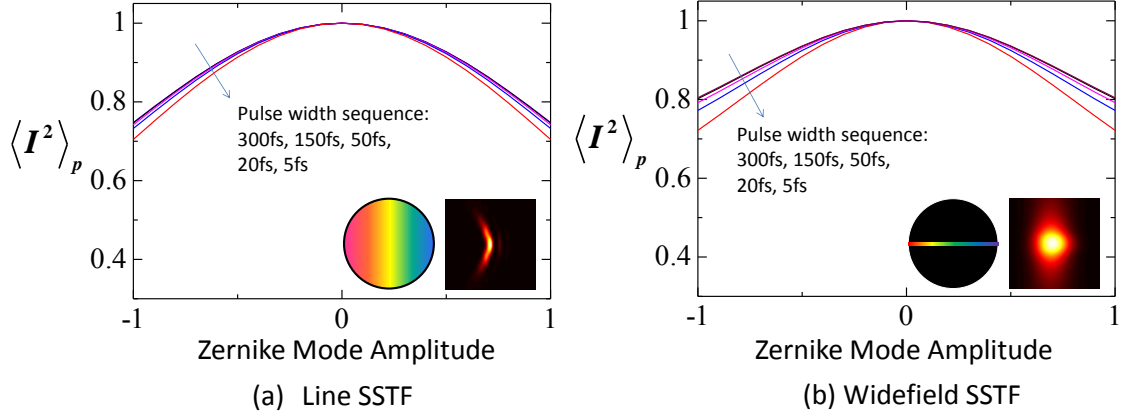 1
0.8
0.6
0.4
⟨I²⟩p
Pulse width sequence:
300fs, 150fs, 50fs,
20fs, 5fs
-1
0
1
Zernike Mode Amplitude
(a) Line SSTF
1
0.8
0.6
0.4
⟨I²⟩p
Pulse width sequence:
300fs, 150fs, 50fs,
20fs, 5fs
-1
0
1
Zernike Mode Amplitude
(b) Widefield SSTF